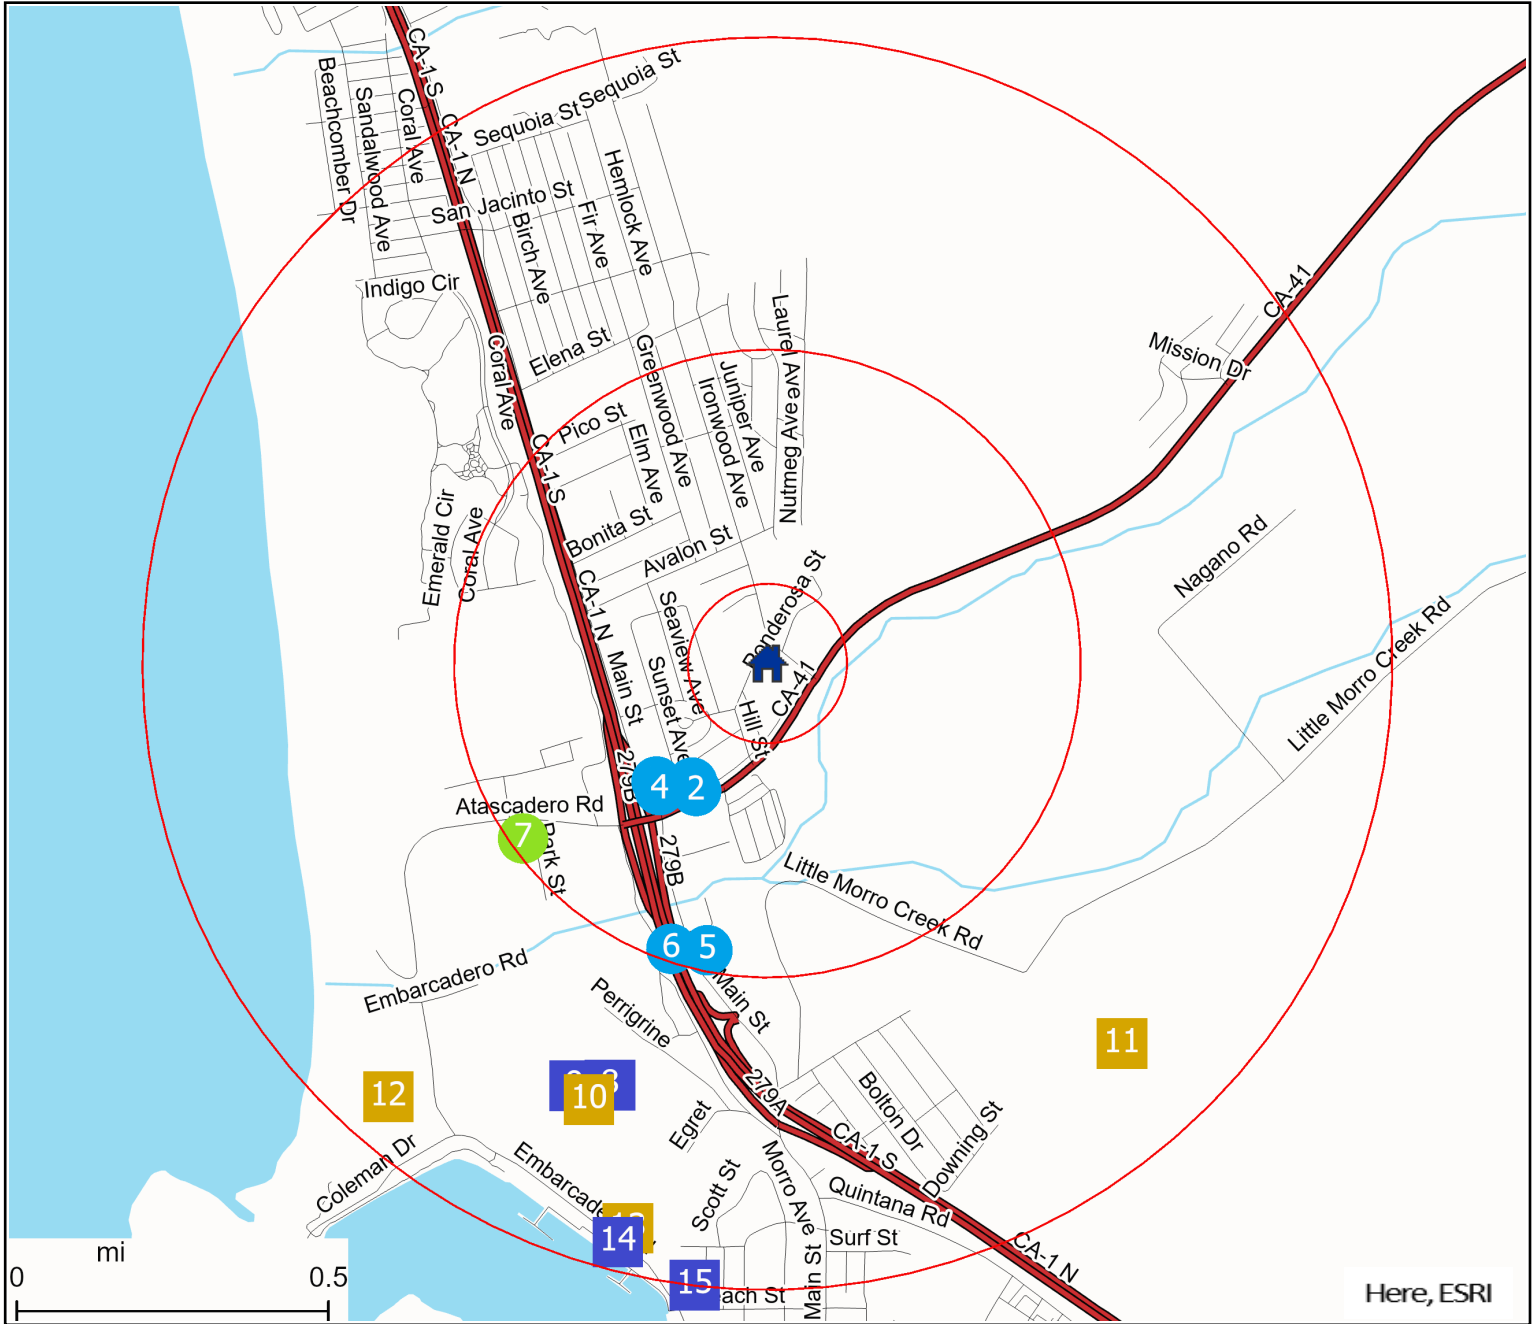 CA-1 S
Sequoia St
Beachcomber Dr
Sandalwood Ave
Coral Ave
CA-1 N
Sequoia St
Hemlock Ave
San Jacinto St
Birch Ave
Fir Ave
Indigo Cir
CA-41
Laurel Ave
Mission Dr
Coral Ave
Elena St
Greenwood Ave
Juniper Ave
Ironwood Ave
Nutmeg Ave
Pico St
Elm Ave
CA-1 S
Emerald Cir
Coral Ave
Bonita St
Avalon St
Nagano Rd
Ponderosa St
CA-1 N
Seaview Ave
Little Morro Creek Rd
Main St
Sunset Ave
CA-41
Hill St
279B
4
2
Atascadero Rd
7
Park St
279B
Little Morro Creek Rd
6
5
Embarcadero Rd
Main St
Perrigrine
11
12
8
10
279A
Bolton Dr
Egret
Downing St
CA-1 S
Coleman Dr
Scott St
Morro Ave
Quintana Rd
13
14
Surf St
CA-1 N
mi
0
0.5
15
Main St
Here, ESRI